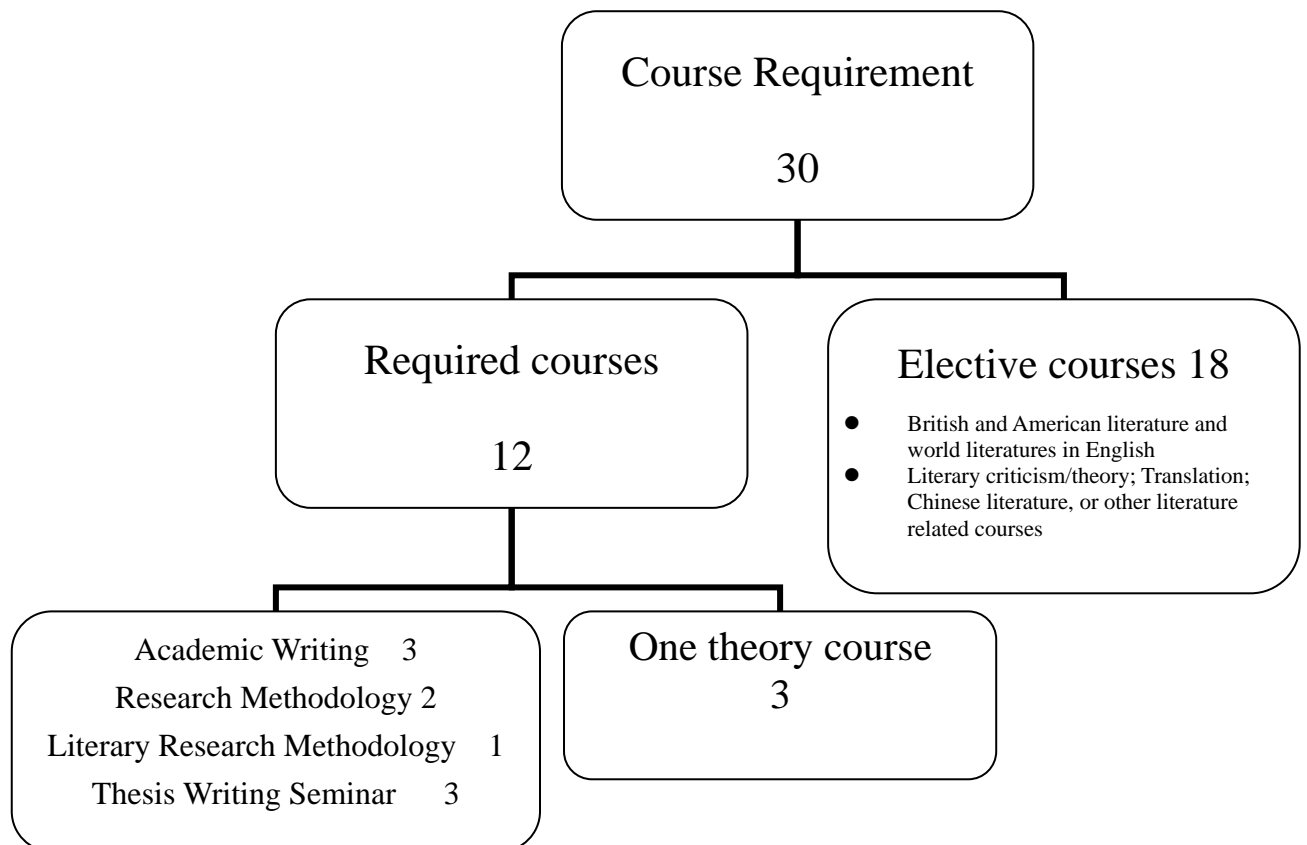 Course Requirement
30
Required courses
12
Elective courses 18
● British and American literature and
world literatures in English
● Literary criticism/theory; Translation;
Chinese literature, or other literature
related courses
Academic Writing 3
Research Methodology 2
Literary Research Methodology 1
Thesis Writing Seminar 3
One theory course
3